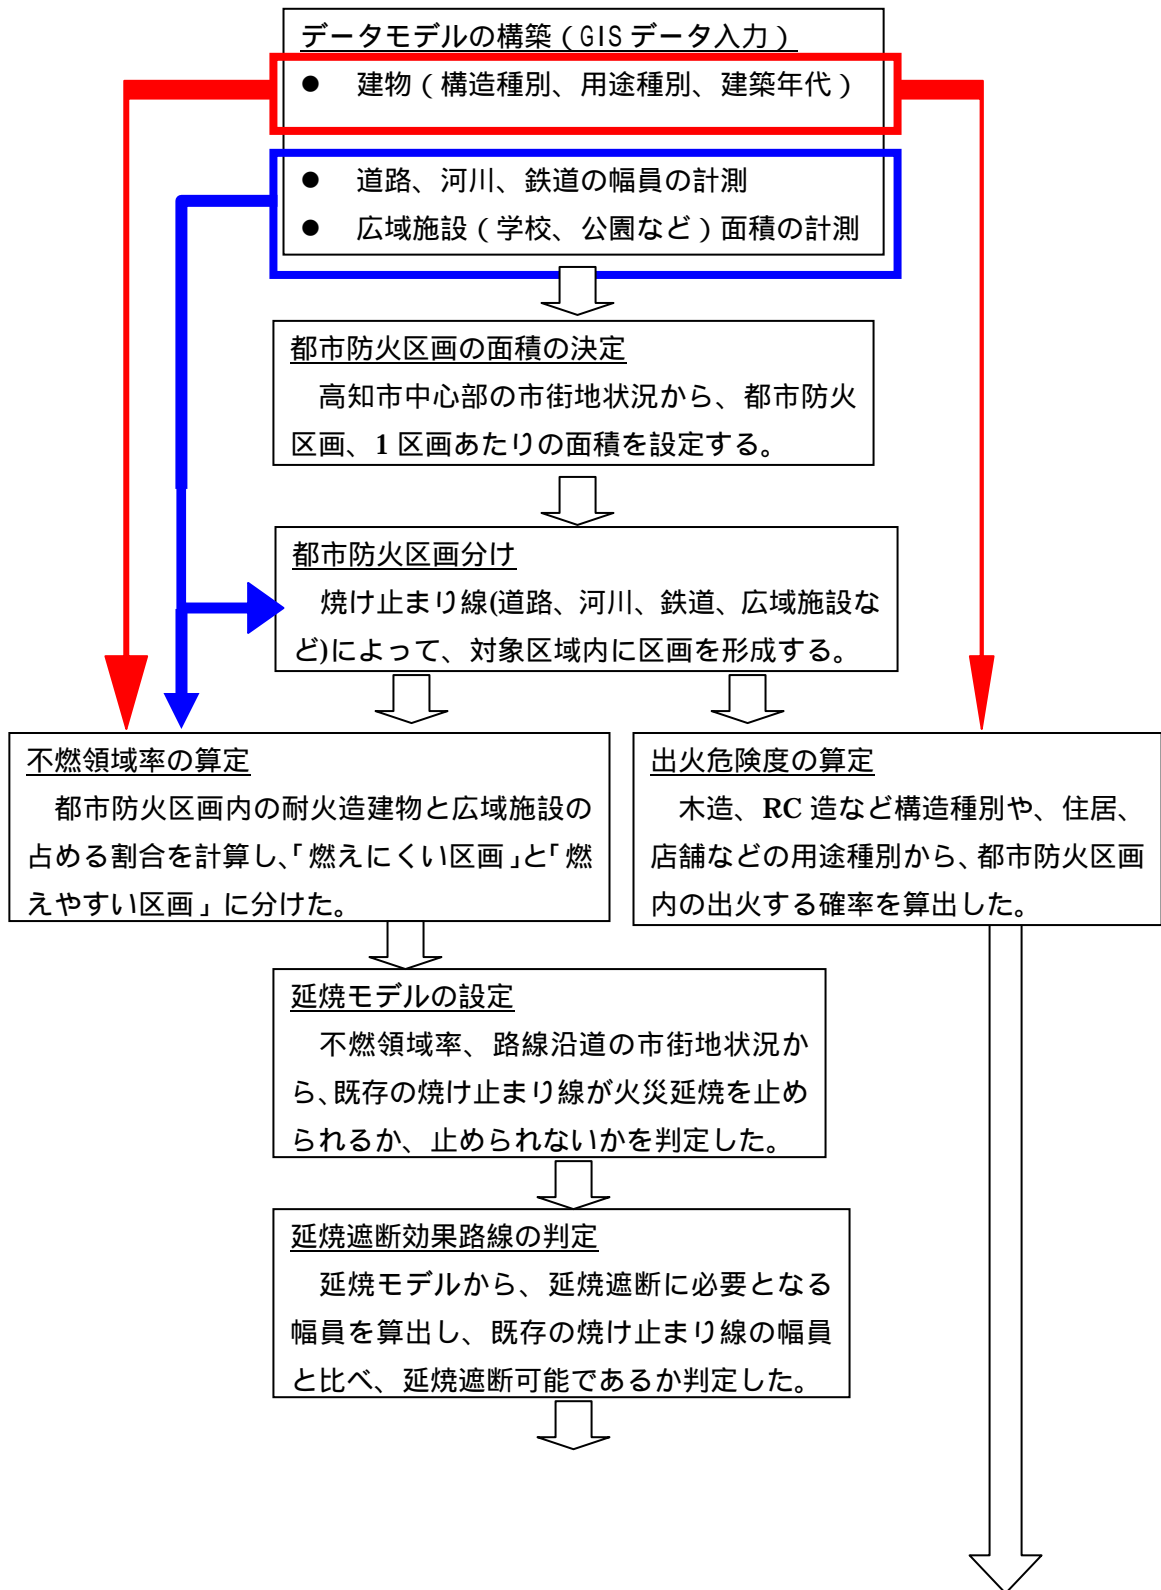 データモデルの構築（GISデータ入力）
● 建物（構造種別、用途種別、建築年代）
● 道路、河川、鉄道の幅員の計測
● 広域施設（学校、公園など）面積の計測
都市防火区画の面積の決定
高知市中心部の市街地状況から、都市防火
区画、1区画あたりの面積を設定する。
都市防火区画分け
焼け止まり線(道路、河川、鉄道、広域施設な
ど)によって、対象区域内に区画を形成する。
不燃領域率の算定
都市防火区画内の耐火造建物と広域施設の
占める割合を計算し、「燃えにくい区画」と「燃
えやすい区画」に分けた。
出火危険度の算定
木造、RC造など構造種別や、住居、
店舗などの用途種別から、都市防火区画
内の出火する確率を算出した。
延焼モデルの設定
不燃領域率、路線沿道の市街地状況か
ら、既存の焼け止まり線が火災延焼を止め
られるか、止められないかを判定した。
延焼遮断効果路線の判定
延焼モデルから、延焼遮断に必要となる
幅員を算出し、既存の焼け止まり線の幅員
と比べ、延焼遮断可能であるか判定した。